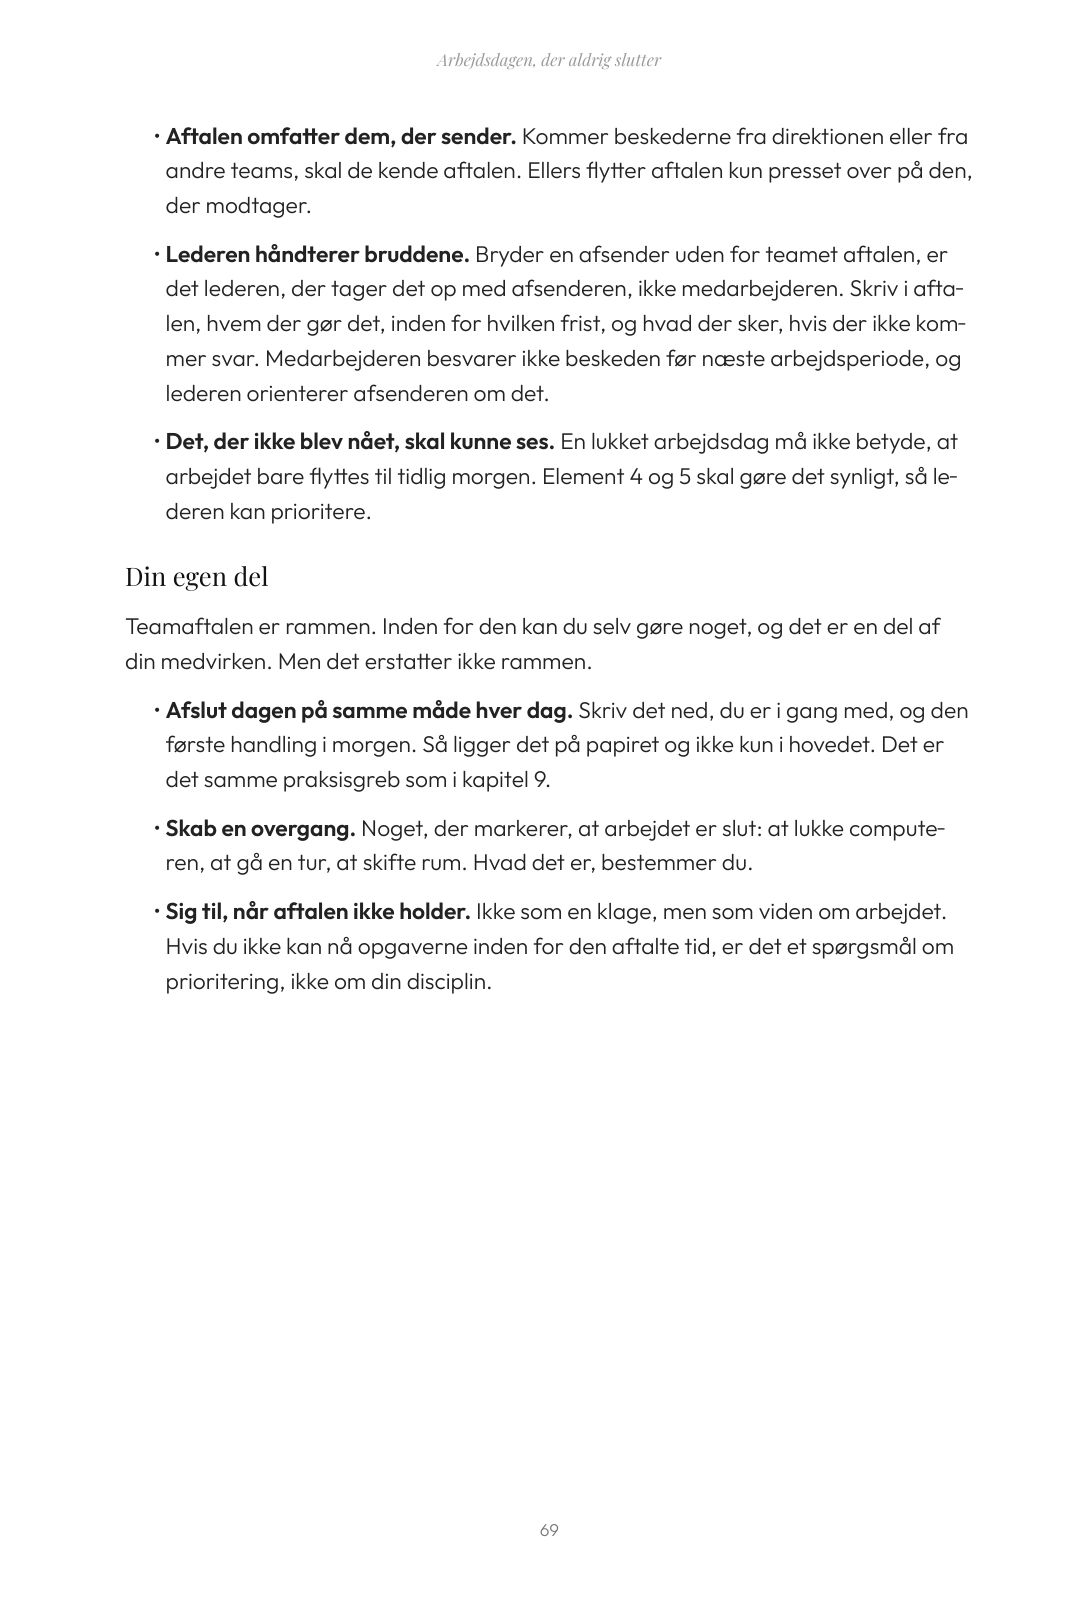 Arbejdsdagen, der aldrig slutter
• Aftalen omfatter dem, der sender. Kommer beskederne fra direktionen eller fra
andre teams, skal de kende aftalen. Ellers flytter aftalen kun presset over på den,
der modtager.
• Lederen håndterer bruddene. Bryder en afsender uden for teamet aftalen, er
det lederen, der tager det op med afsenderen, ikke medarbejderen. Skriv i afta-
len, hvem der gør det, inden for hvilken frist, og hvad der sker, hvis der ikke kom-
mer svar. Medarbejderen besvarer ikke beskeden før næste arbejdsperiode, og
lederen orienterer afsenderen om det.
• Det, der ikke blev nået, skal kunne ses. En lukket arbejdsdag må ikke betyde, at
arbejdet bare flyttes til tidlig morgen. Element 4 og 5 skal gøre det synligt, så le-
deren kan prioritere.
Din egen del
Teamaftalen er rammen. Inden for den kan du selv gøre noget, og det er en del af
din medvirken. Men det erstatter ikke rammen.
• Afslut dagen på samme måde hver dag. Skriv det ned, du er i gang med, og den
første handling i morgen. Så ligger det på papiret og ikke kun i hovedet. Det er
det samme praksisgreb som i kapitel 9.
• Skab en overgang. Noget, der markerer, at arbejdet er slut: at lukke compute-
ren, at gå en tur, at skifte rum. Hvad det er, bestemmer du.
• Sig til, når aftalen ikke holder. Ikke som en klage, men som viden om arbejdet.
Hvis du ikke kan nå opgaverne inden for den aftalte tid, er det et spørgsmål om
prioritering, ikke om din disciplin.
69